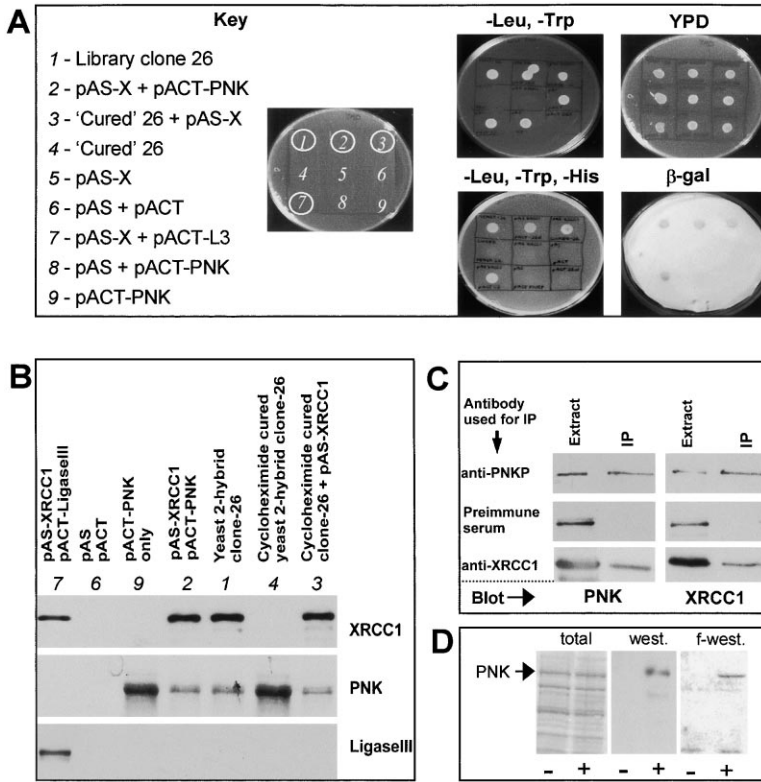 A
Key
1 - Library clone 26
2 - pAS-X + pACT-PNK
3 - 'Cured' 26 + pAS-X
4 - 'Cured' 26
5 - pAS-X
6 - pAS + pACT
7 - pAS-X + pACT-L3
8 - pAS + pACT-PNK
9 - pACT-PNK
1 2 3
4 5 6
7 8 9
-Leu, -Trp
YPD
-Leu, -Trp, -His
β-gal
B
pAS-XRCC1
pACT-LigaseIII
pAS
pACT
pACT-PNK
only
pAS-XRCC1
pACT-PNK
Yeast 2-hybrid
clone-26
Cycloheximide cured
yeast 2-hybrid clone-26
Cycloheximide cured
clone-26 + pAS-XRCC1
7 6 9 2 1 4 3
XRCC1
PNK
LigaseIII
C
Antibody
used for IP
Extract
IP
Extract
IP
anti-PNKP
Preimmune
serum
anti-XRCC1
Blot
PNK
XRCC1
D
total
west.
f-west.
PNK
- + - + - +